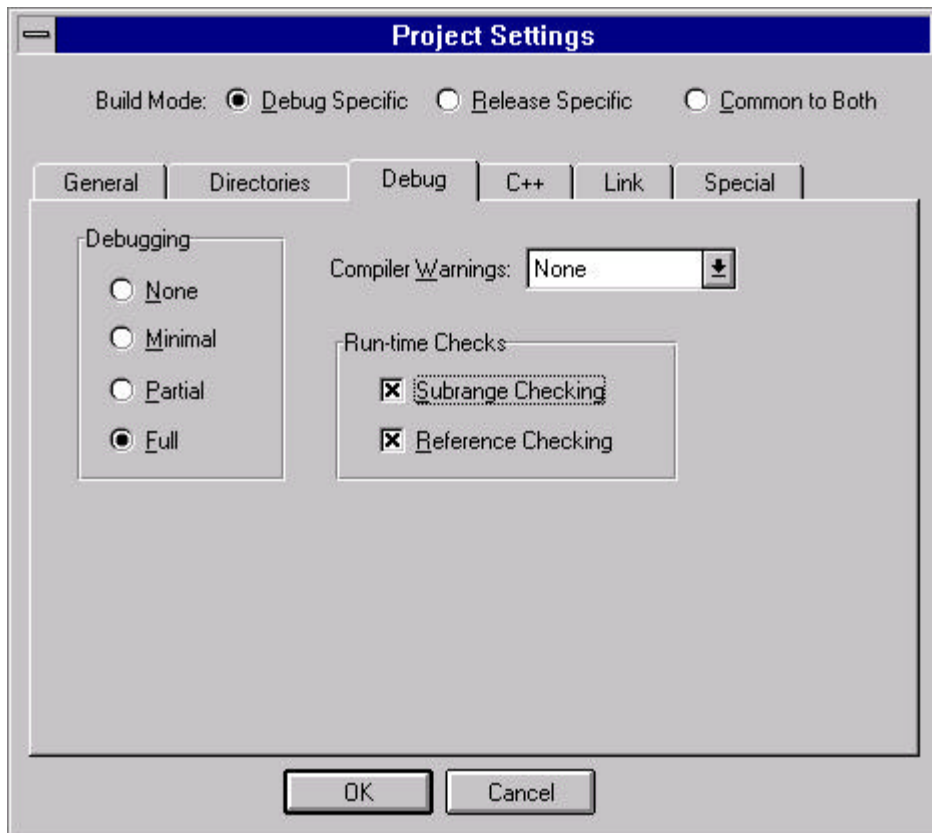 Project Settings
Build Mode: Debug Specific Release Specific Common to Both
General Directories Debug C++ Link Special
Debugging
None
Minimal
Partial
Full
Compiler Warnings: None
Run-time Checks
Subrange Checking
Reference Checking
OK Cancel